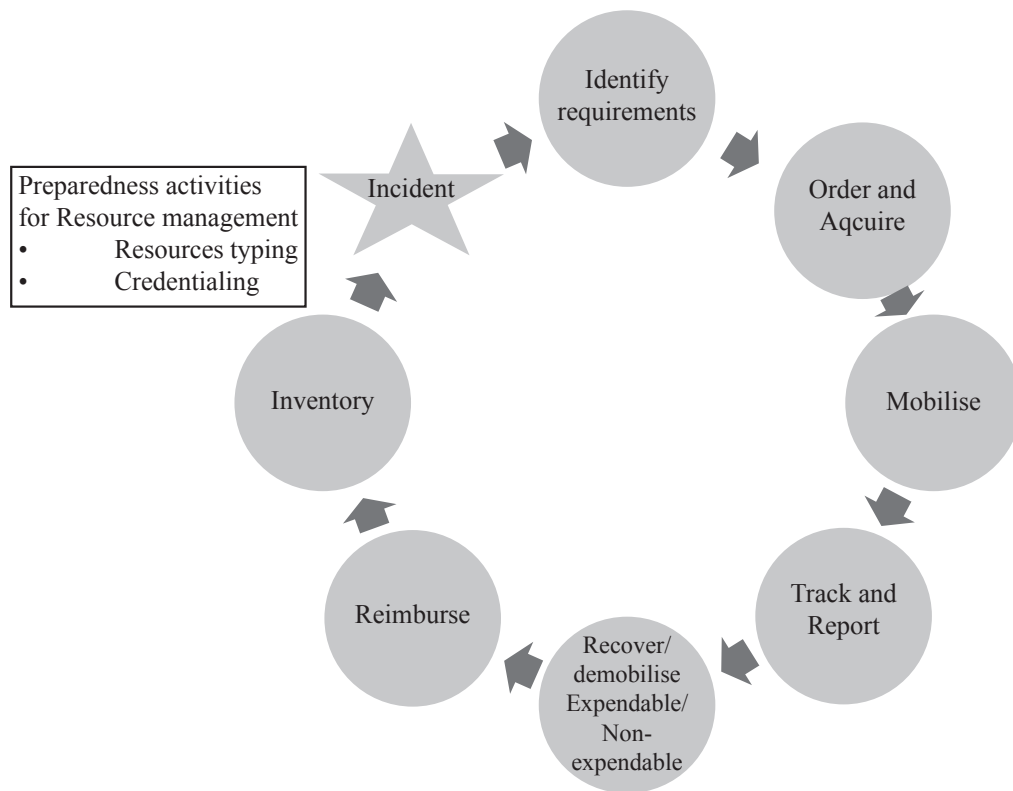 Identify
requirements
Incident
Preparedness activities
for Resource management
• Resources typing
• Credentialing
Order and
Aqcuire
Inventory
Mobilise
Reimburse
Track and
Report
Recover/
demobilise
Expendable/
Non-
expendable